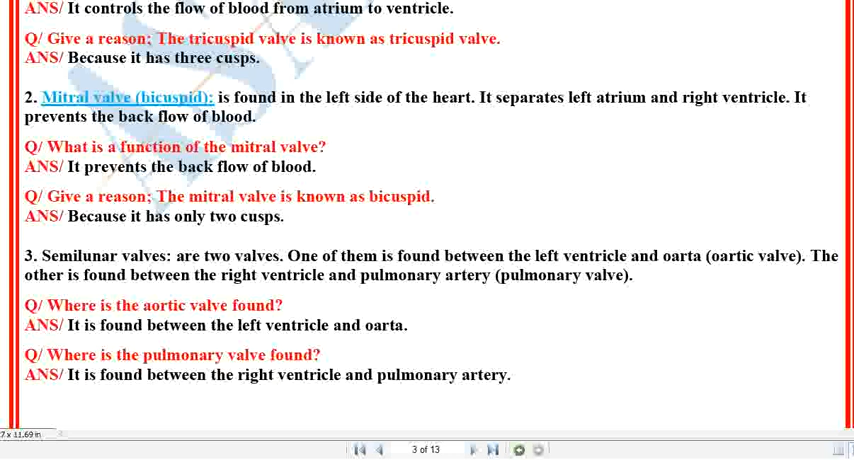 ANS/ It controls the flow of blood from atrium to ventricle.
Q/ Give a reason; The tricuspid valve is known as tricuspid valve.
ANS/ Because it has three cusps.
2. Mitral valve (bicuspid): is found in the left side of the heart. It separates left atrium and right ventricle. It
prevents the back flow of blood.
Q/ What is a function of the mitral valve?
ANS/ It prevents the back flow of blood.
Q/ Give a reason; The mitral valve is known as bicuspid.
ANS/ Because it has only two cusps.
3. Semilunar valves: are two valves. One of them is found between the left ventricle and oarta (oartic valve). The
other is found between the right ventricle and pulmonary artery (pulmonary valve).
Q/ Where is the aortic valve found?
ANS/ It is found between the left ventricle and oarta.
Q/ Where is the pulmonary valve found?
ANS/ It is found between the right ventricle and pulmonary artery.
7 x 11.69 in
3 of 13